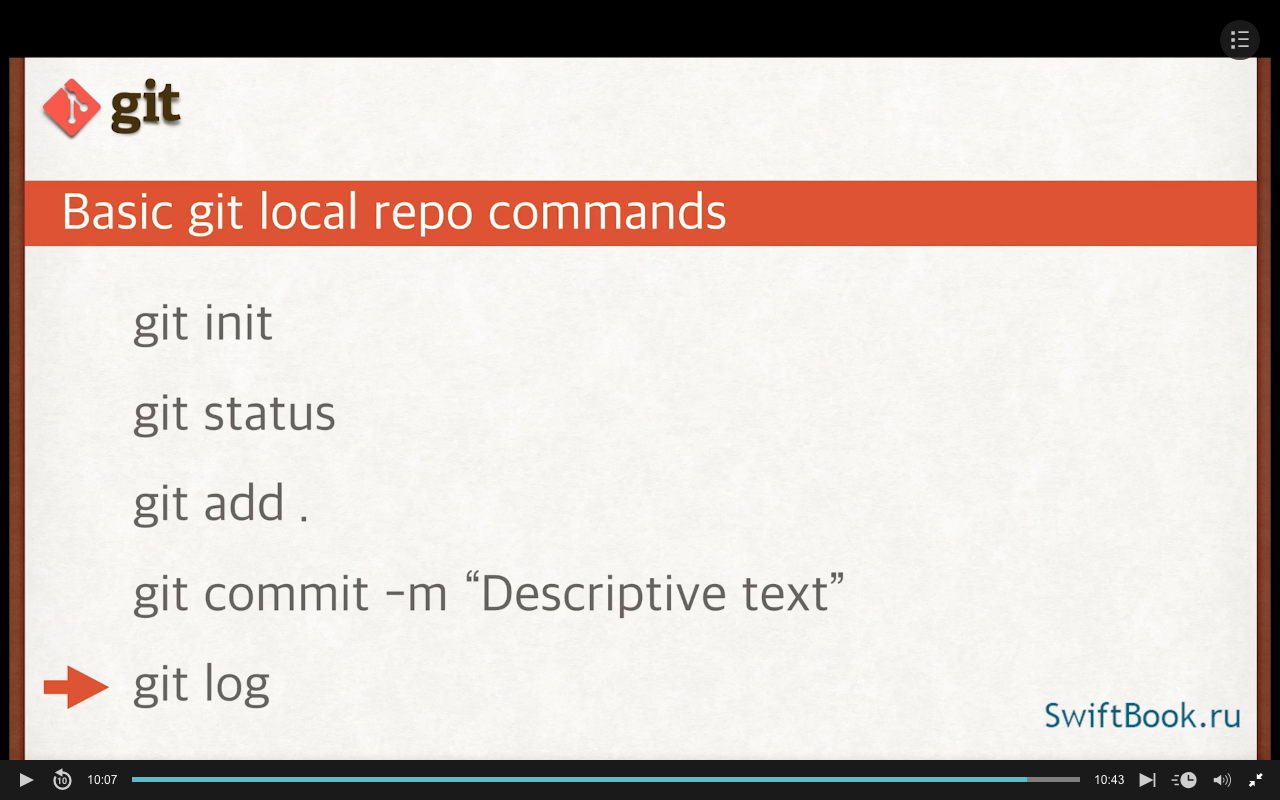 git
Basic git local repo commands
git init
git status
git add .
git commit -m “Descriptive text”
git log
SwiftBook.ru
10
10:07
10:43